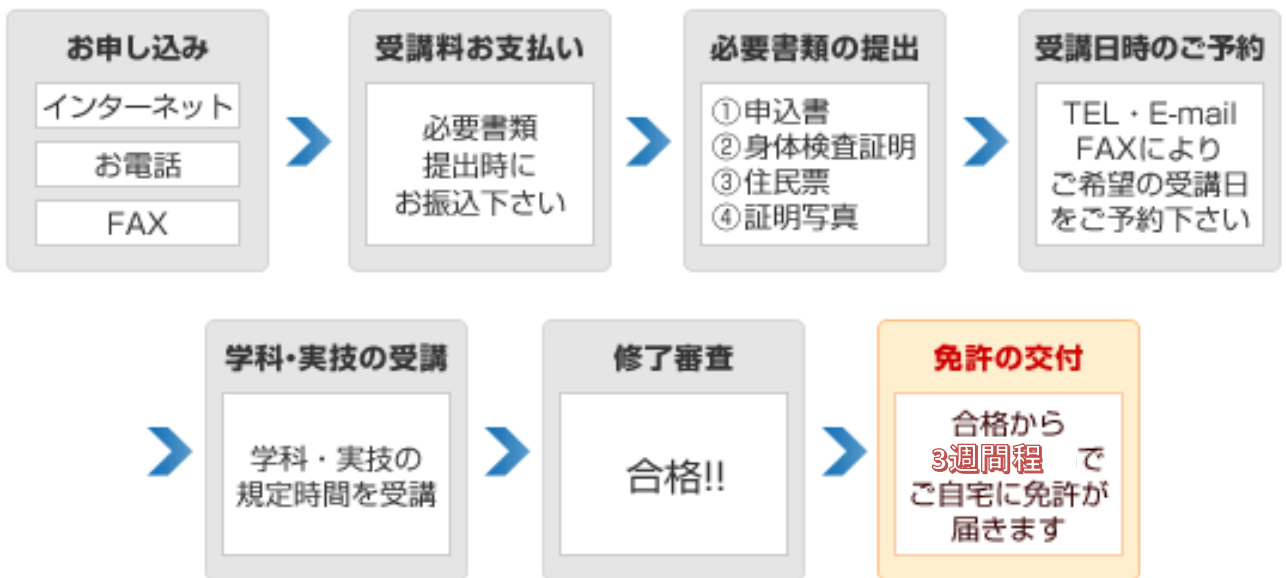 お申し込み
インターネット
お電話
FAX
受講料お支払い
必要書類
提出時に
お振込下さい
必要書類の提出
①申込書
②身体検査証明
③住民票
④証明写真
受講日時のご予約
TEL・E-mail
FAXにより
ご希望の受講日
をご予約下さい
学科・実技の受講
学科・実技の
規定時間を受講
修了審査
合格!!
免許の交付
合格から
3週間程 で
ご自宅に免許が
届きます